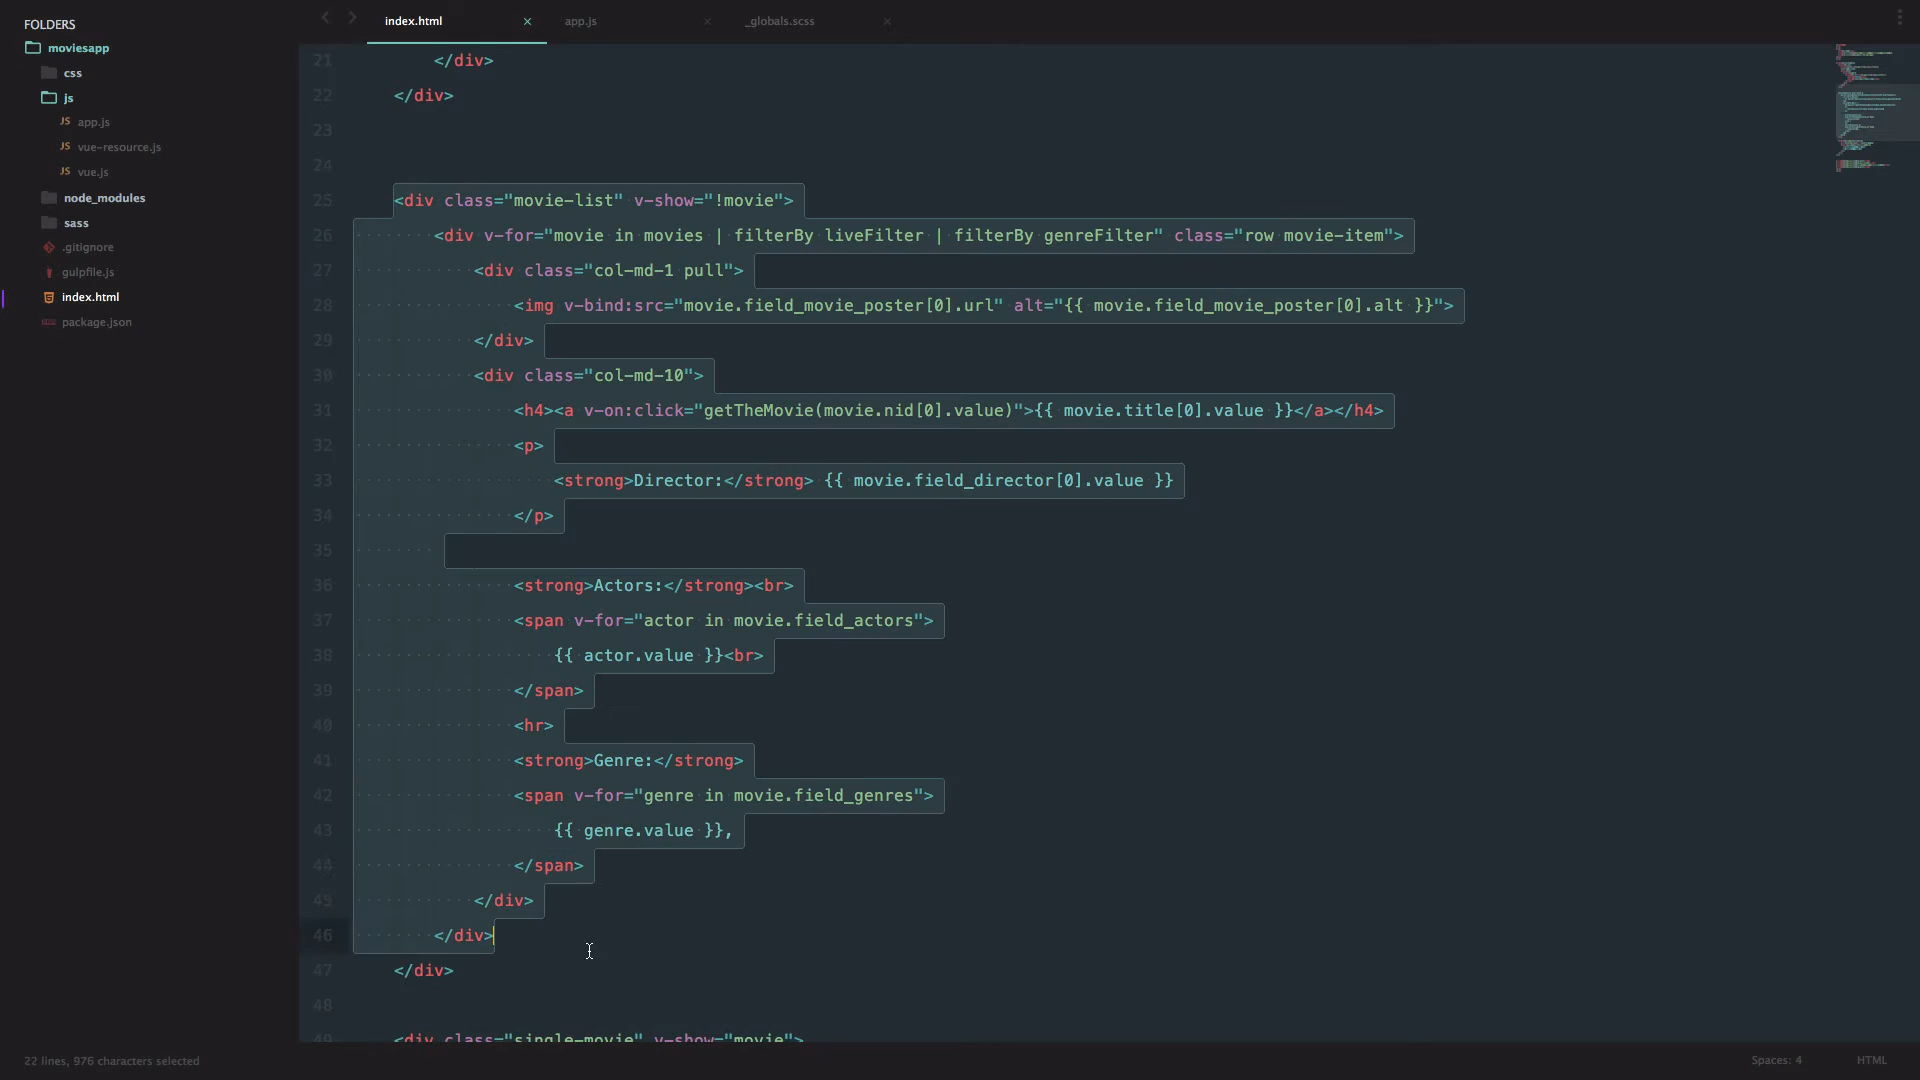 FOLDERS
moviesapp
css
js
JS app.js
JS vue-resource.js
JS vue.js
node_modules
sass
.gitignore
gulpfile.js
index.html
package.json
index.html × app.js × _globals.scss ×
21 </div>
22 </div>
23
24
25 <div class="movie-list" v-show="!movie">
26 <div v-for="movie in movies | filterBy liveFilter | filterBy genreFilter" class="row movie-item">
27 <div class="col-md-1 pull">
28 <img v-bind:src="movie.field_movie_poster[0].url" alt="{{ movie.field_movie_poster[0].alt }}">
29 </div>
30 <div class="col-md-10">
31 <h4><a v-on:click="getTheMovie(movie.nid[0].value)">{{ movie.title[0].value }}</a></h4>
32 <p>
33 <strong>Director:</strong> {{ movie.field_director[0].value }}
34 </p>
35
36 <strong>Actors:</strong><br>
37 <span v-for="actor in movie.field_actors">
38 {{ actor.value }}<br>
39 </span>
40 <hr>
41 <strong>Genre:</strong>
42 <span v-for="genre in movie.field_genres">
43 {{ genre.value }},
44 </span>
45 </div>
46 </div>
47 </div>
48
49 <div class="single-movie" v-show="movie">
22 lines, 976 characters selected
Spaces: 4 HTML